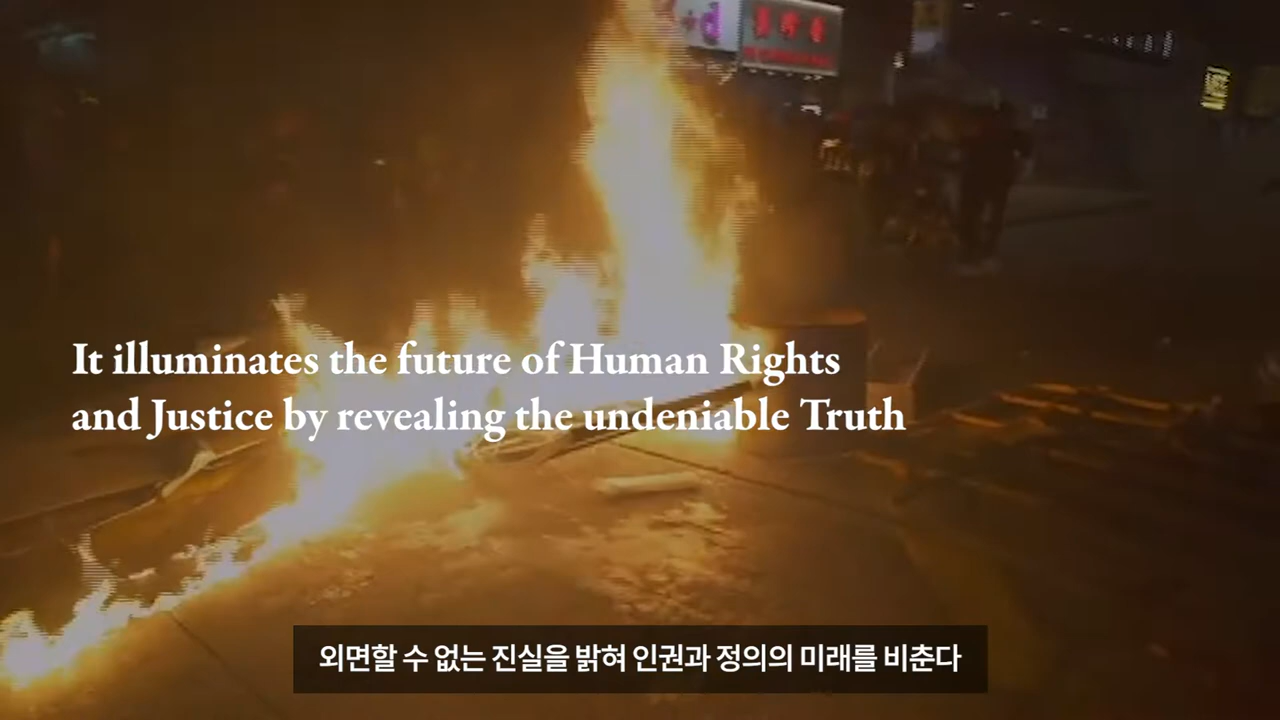 It illuminates the future of Human Rights
and Justice by revealing the undeniable Truth
외면할 수 없는 진실을 밝혀 인권과 정의의 미래를 비춘다